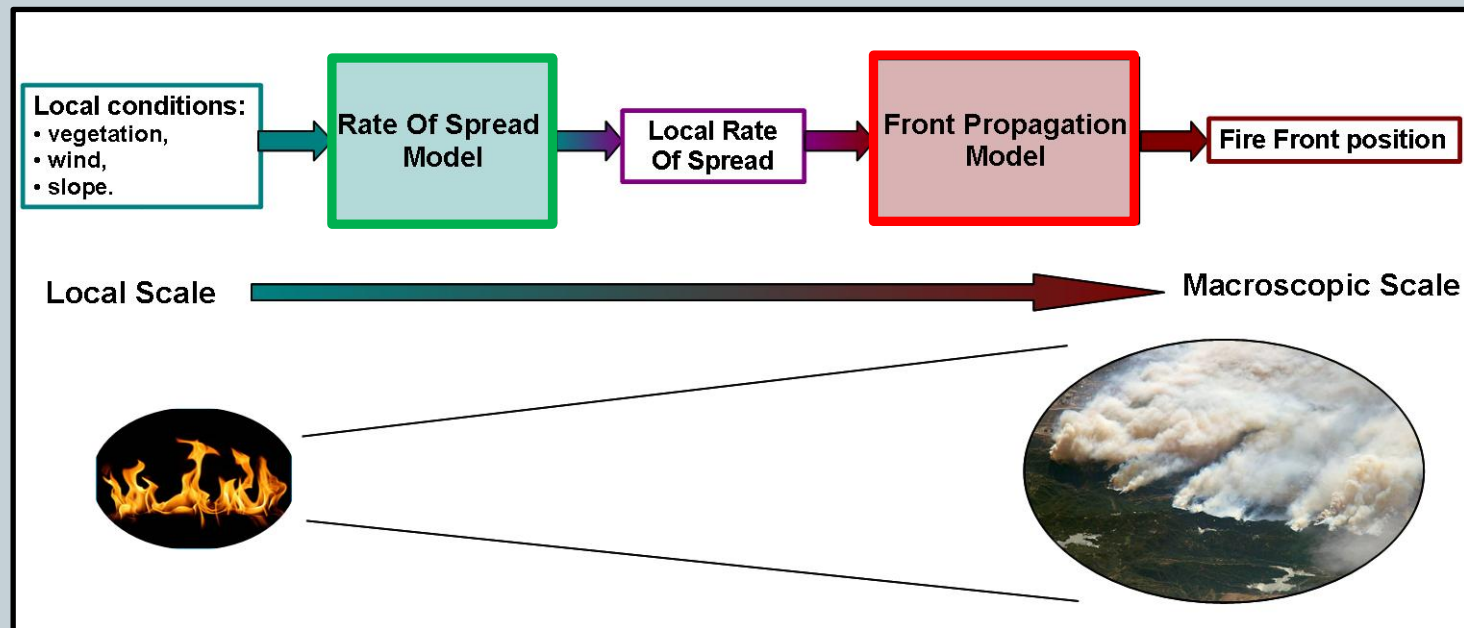 Local conditions:
• vegetation,
• wind,
• slope.
Rate Of Spread
Model
Local Rate
Of Spread
Front Propagation
Model
Fire Front position
Local Scale
Macroscopic Scale